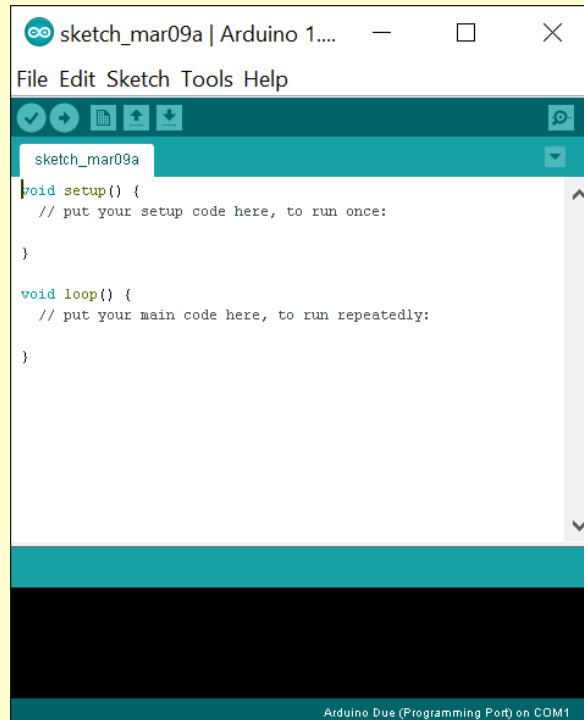 sketch_mar09a | Arduino 1....
File Edit Sketch Tools Help
sketch_mar09a
void setup() {
// put your setup code here, to run once:
}
void loop() {
// put your main code here, to run repeatedly:
}
Arduino Due (Programming Port) on COM1